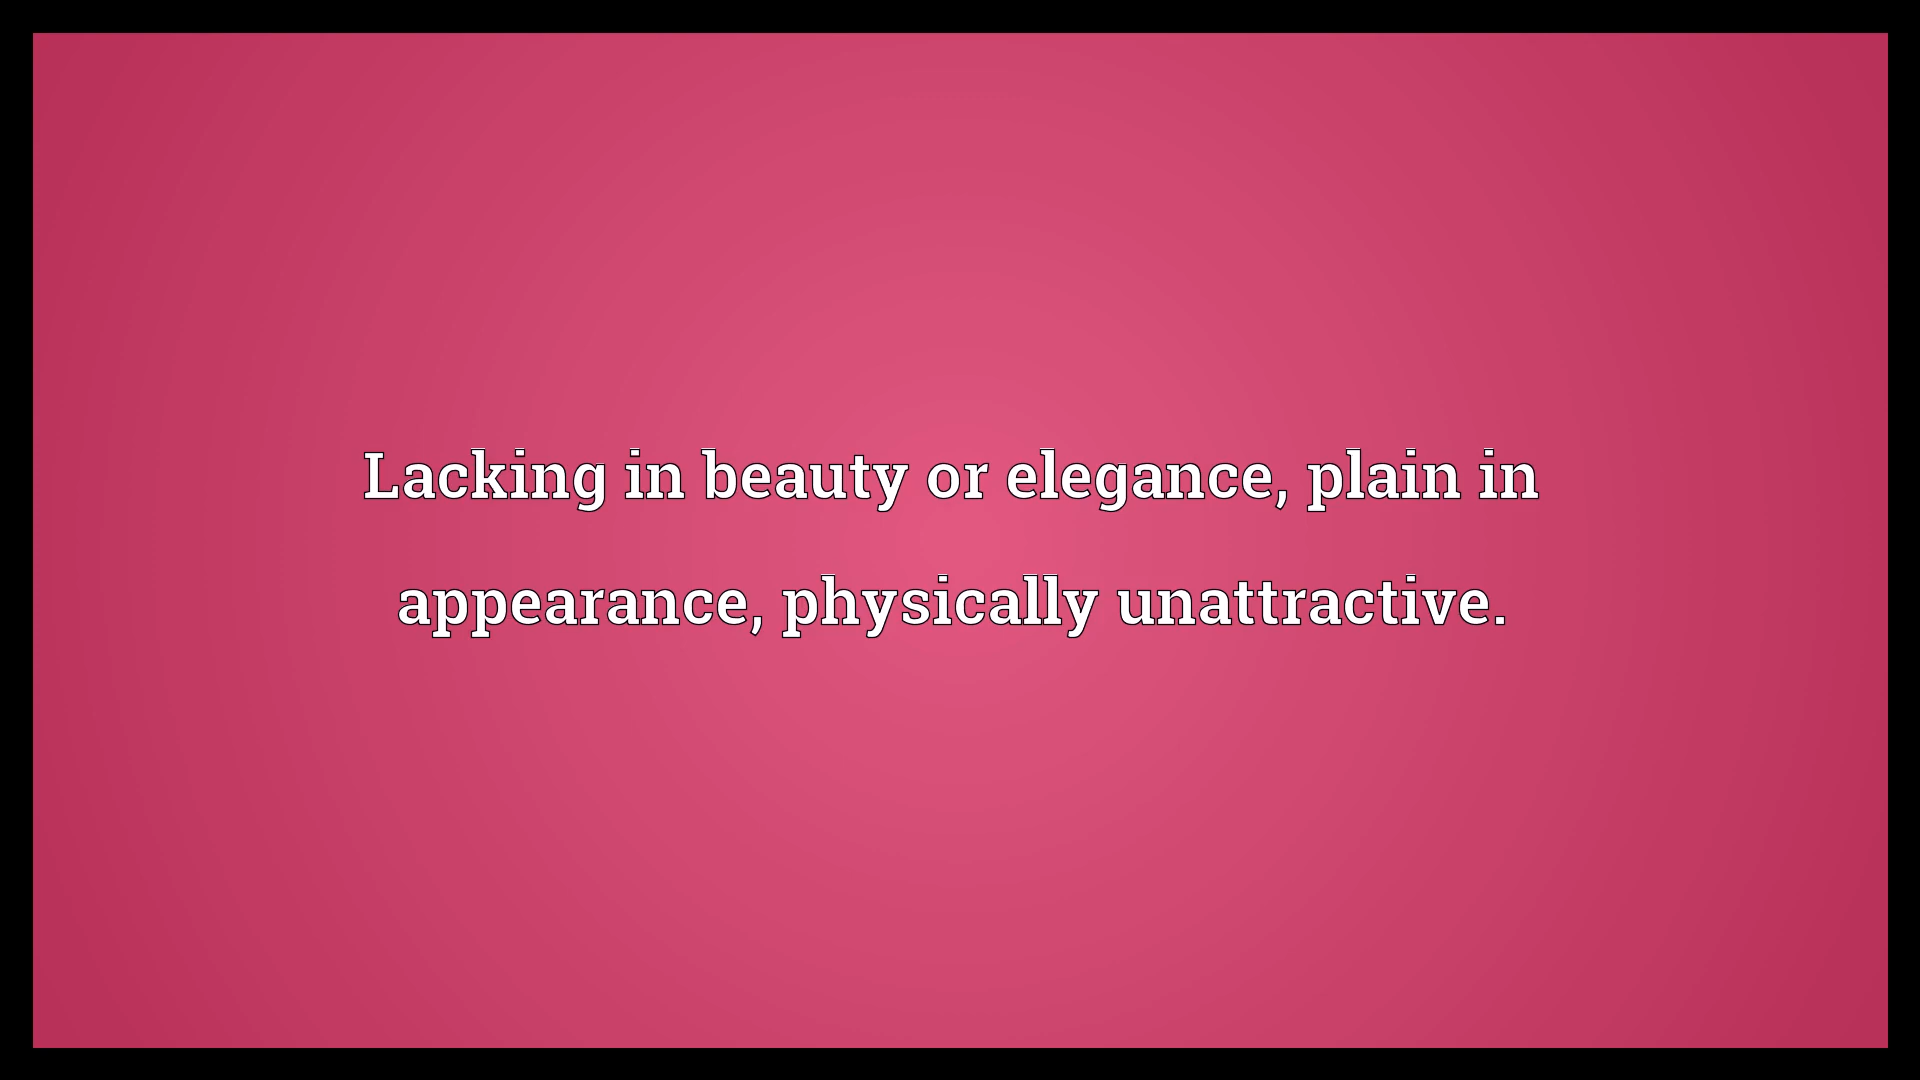 Lacking in beauty or elegance, plain in
appearance, physically unattractive.